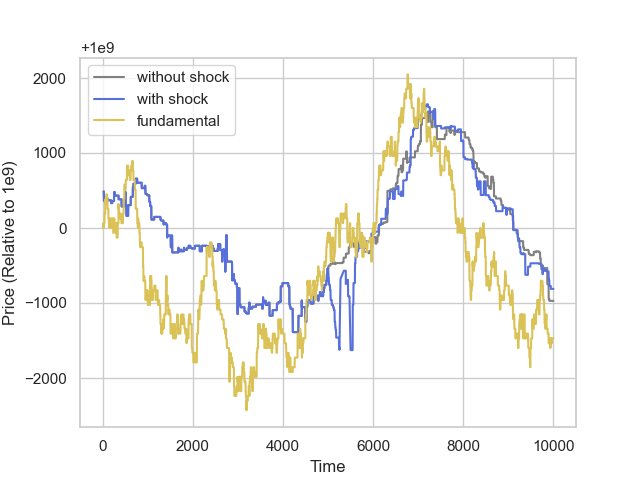 +1e9
without shock
with shock
fundamental
2000
1000
0
−1000
−2000
Price (Relative to 1e9)
0 2000 4000 6000 8000 10000
Time